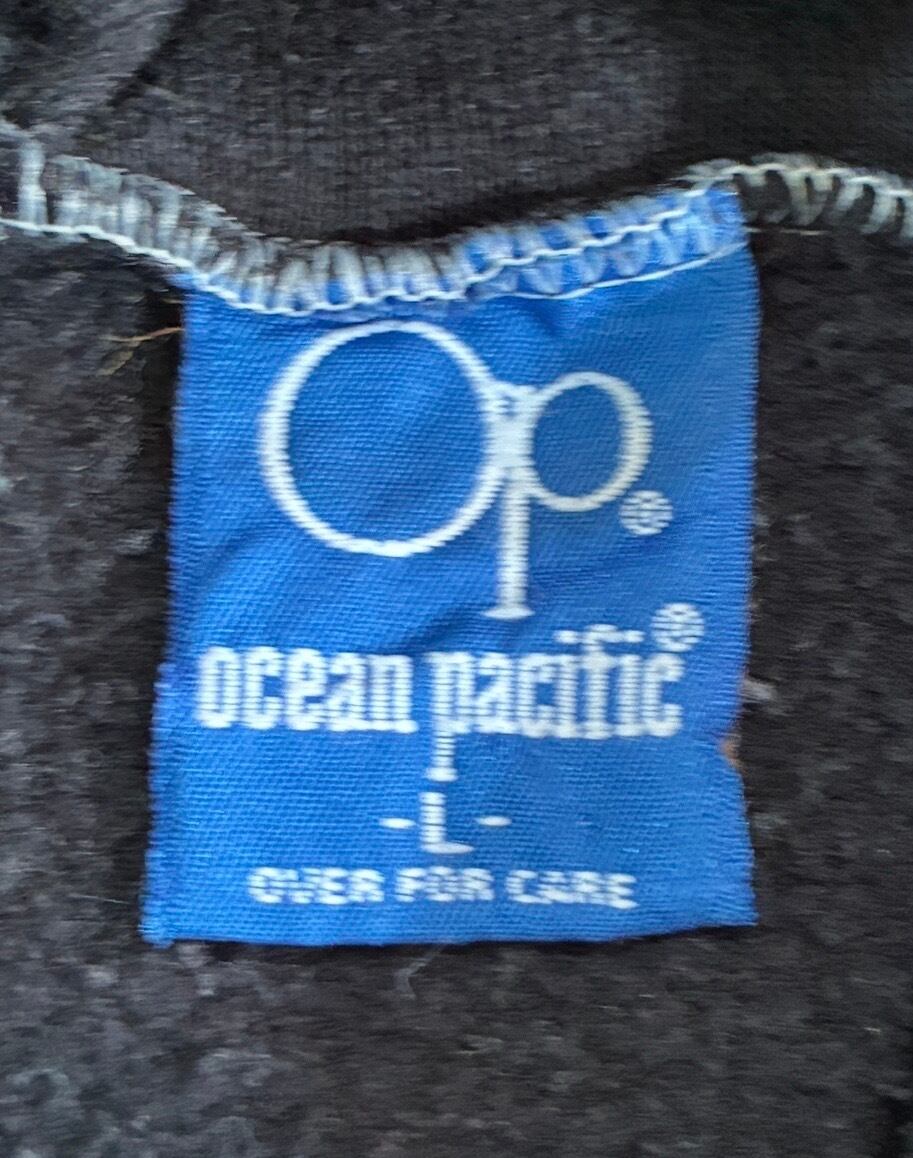 Op®
ocean pacific®
-L-
OVER FOR CARE